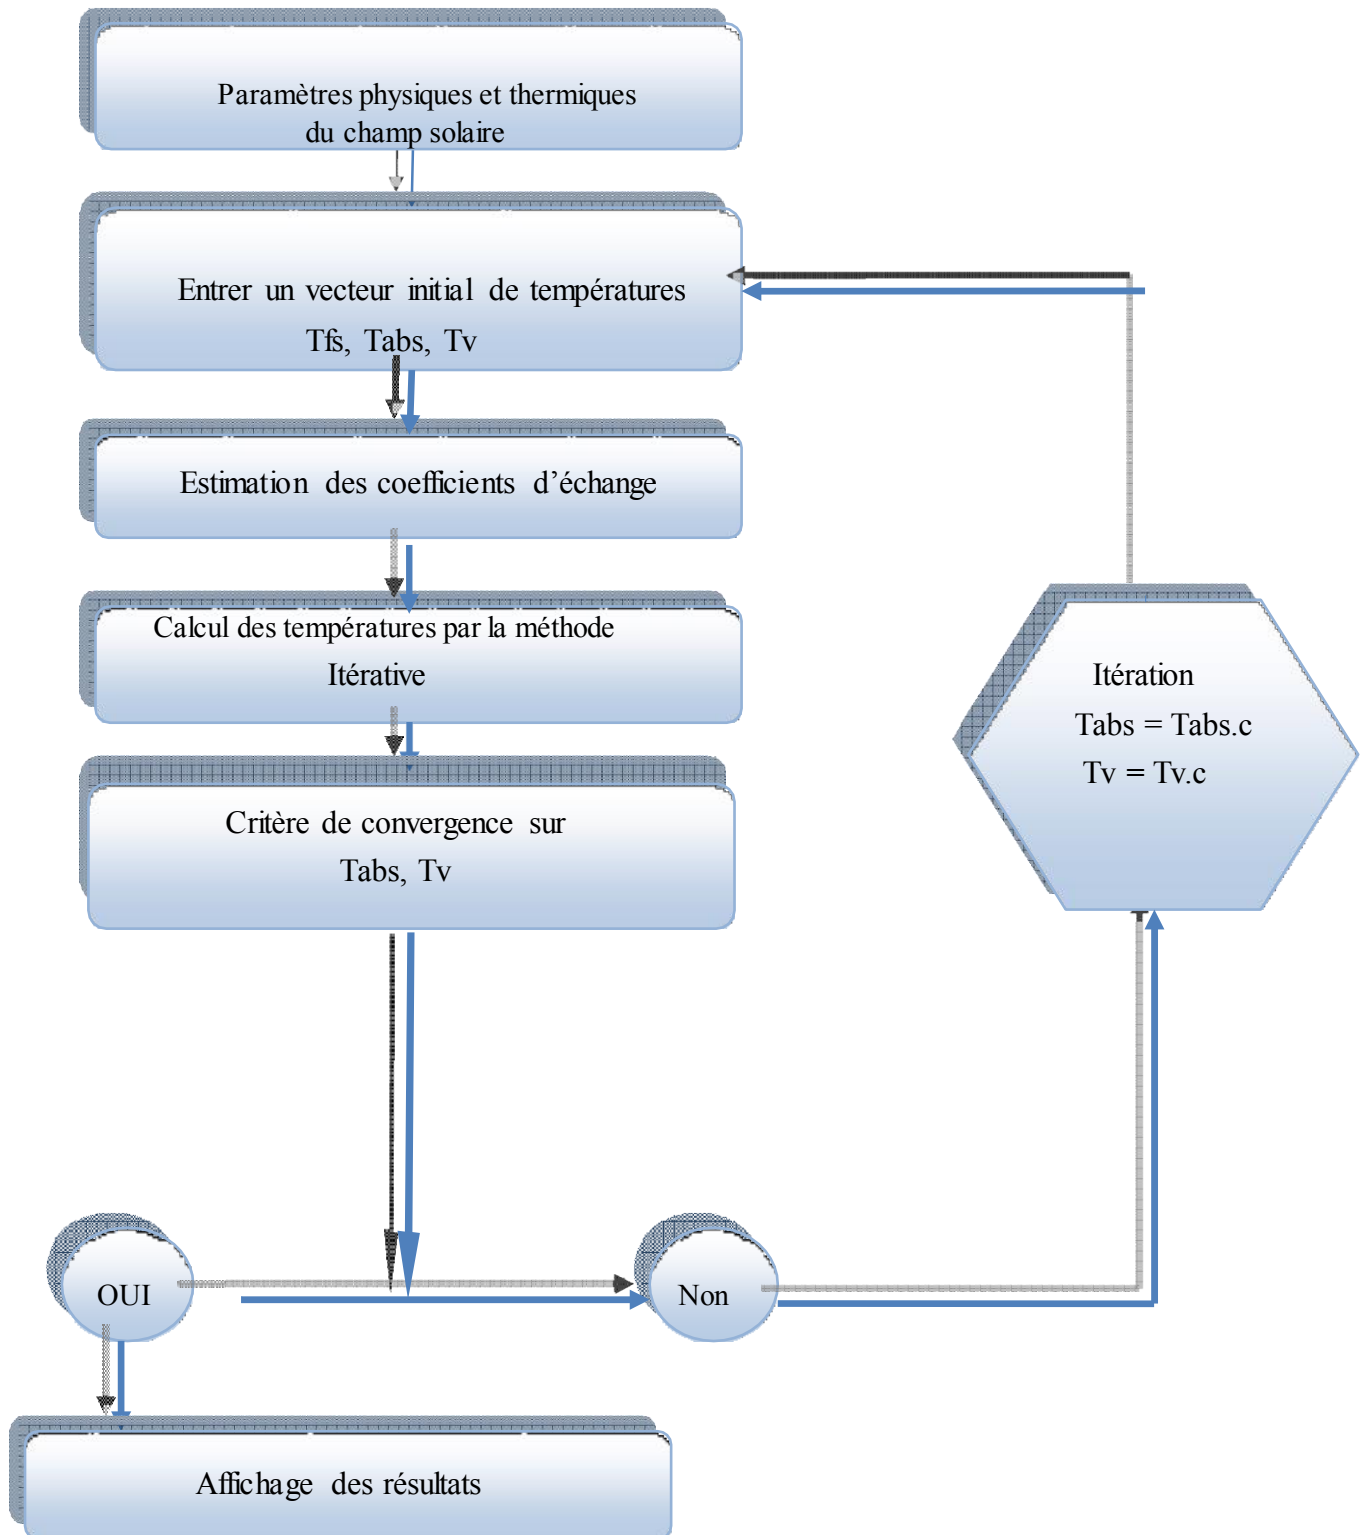 Paramètres physiques et thermiques
du champ solaire
Entrer un vecteur initial de températures
Tfs, Tabs, Tv
Estimation des coefficients d’échange
Calcul des températures par la méthode
Itérative
Critère de convergence sur
Tabs, Tv
Itération
Tabs = Tabs.c
Tv = Tv.c
OUI
Non
Affichage des résultats